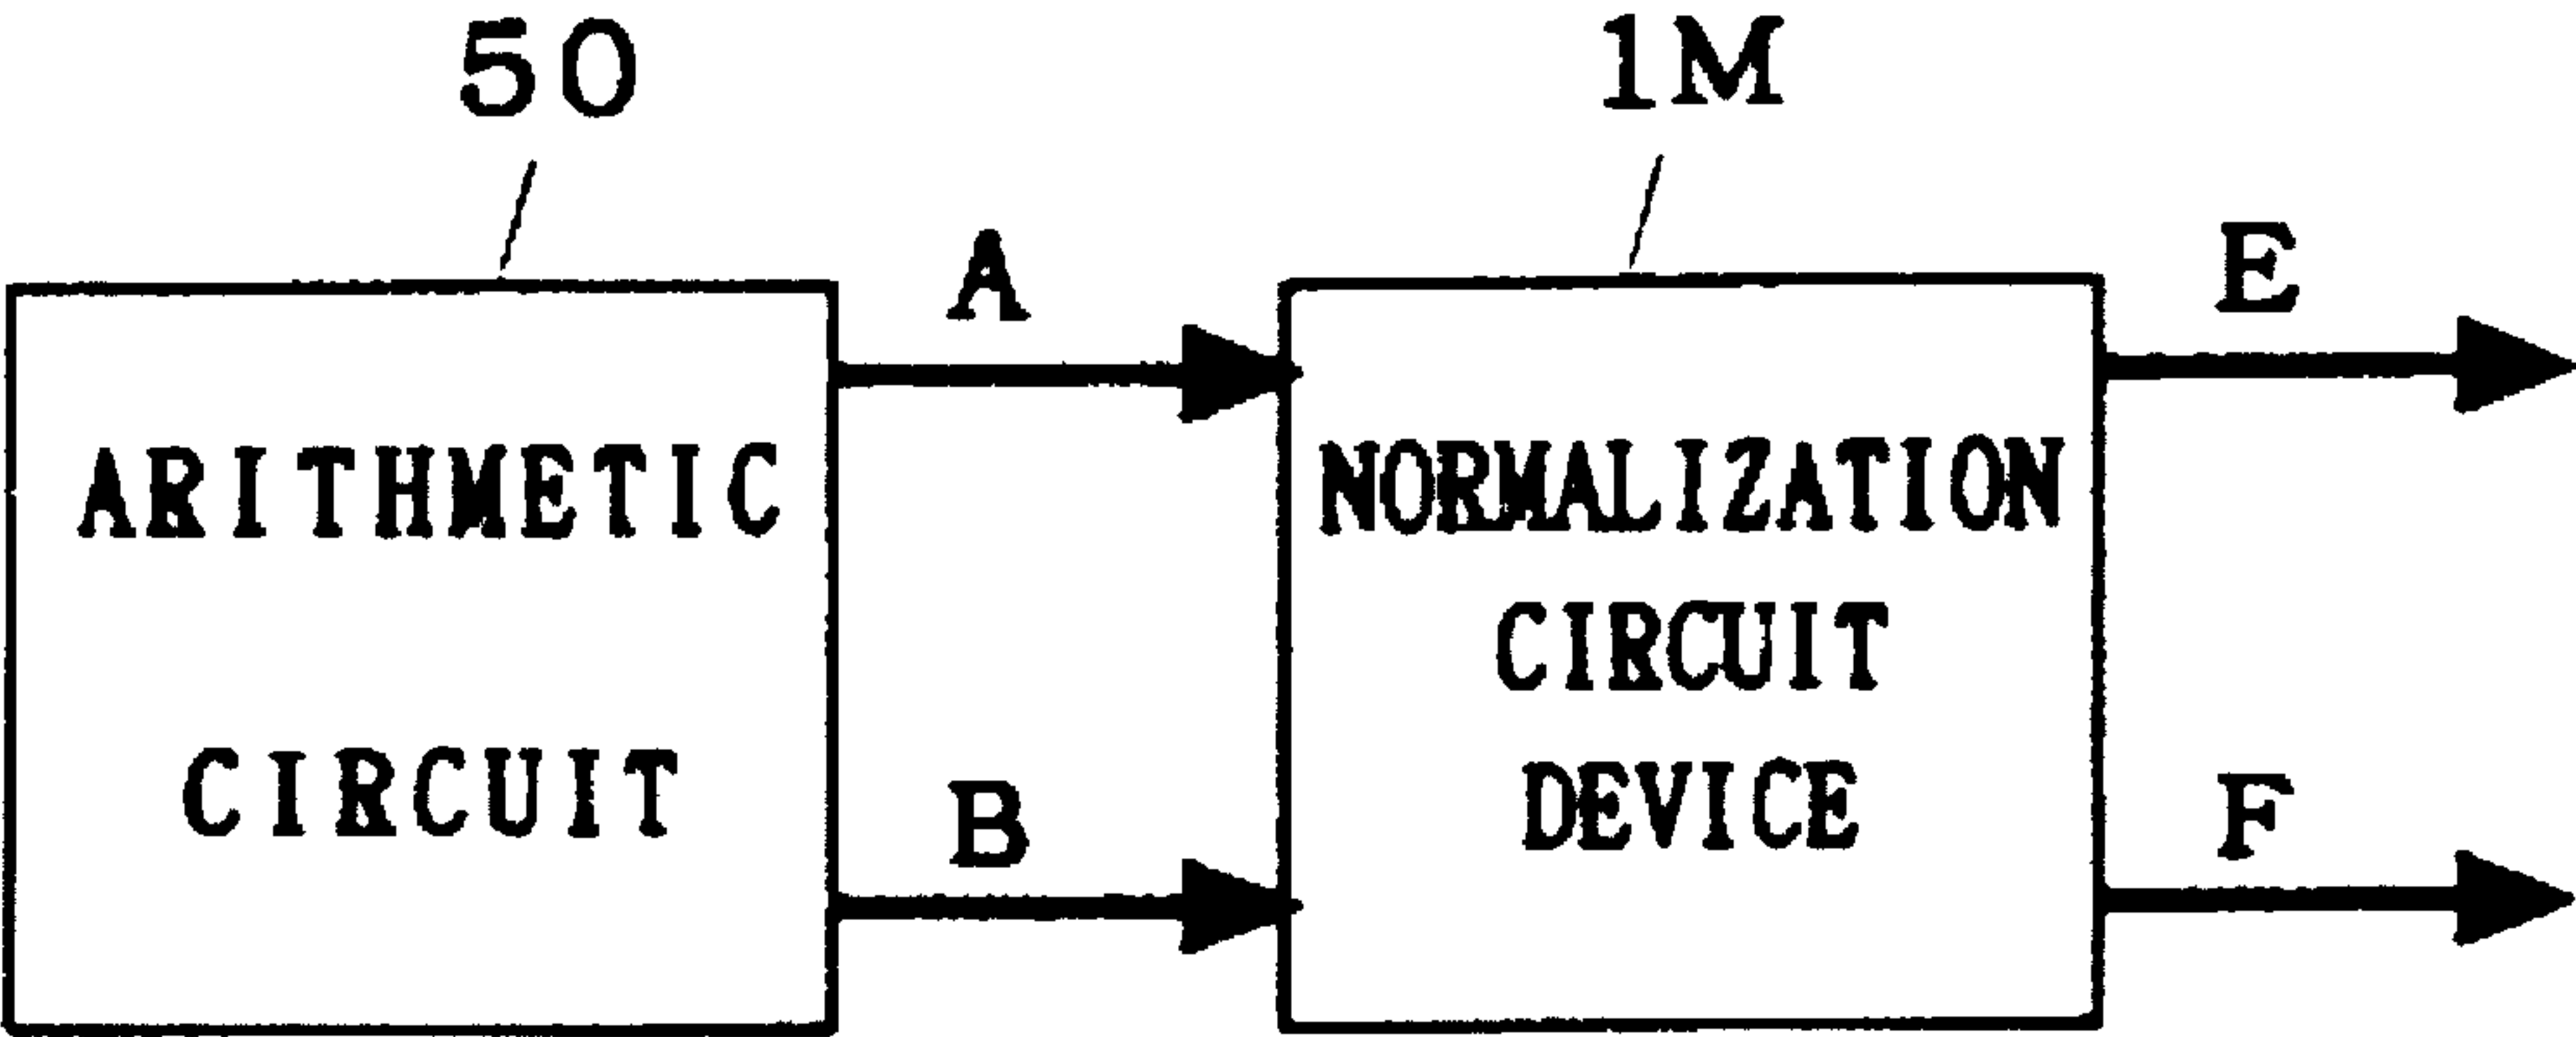 50
1M
A
E
ARITHMETIC
CIRCUIT
NORMALIZATION
CIRCUIT
DEVICE
B
F